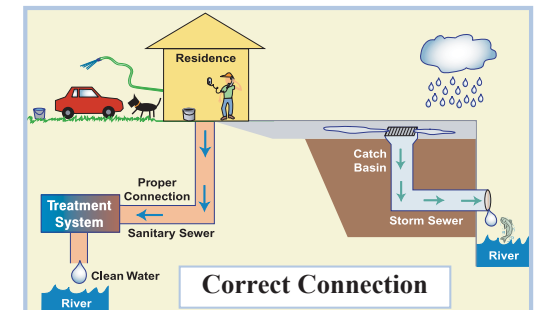 Residence
Catch
Basin
Proper
Connection
Treatment
System
Storm Sewer
Sanitary Sewer
River
Clean Water
Correct Connection
River